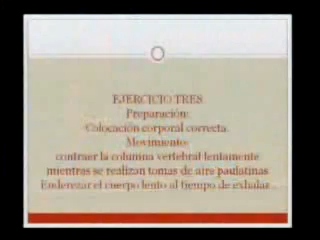 EJERCICIO TRES
Preparación:
Colocación corporal correcta.
Movimiento:
contraer la columna vertebral lentamente
mientras se realizan tomas de aire paulatinas
Enderezar el cuerpo lento al tiempo de exhalar.